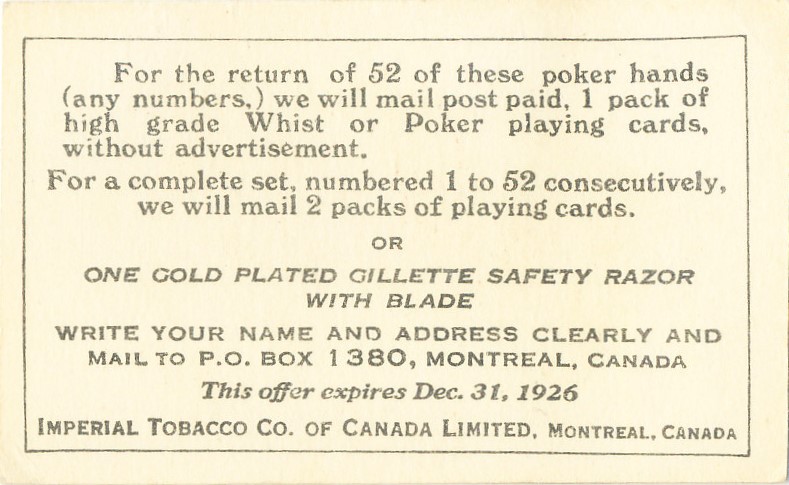 For the return of 52 of these poker hands
(any numbers,) we will mail post paid, 1 pack of
high grade Whist or Poker playing cards,
without advertisement.
For a complete set, numbered 1 to 52 consecutively,
we will mail 2 packs of playing cards.
OR
ONE GOLD PLATED GILLETTE SAFETY RAZOR
WITH BLADE
WRITE YOUR NAME AND ADDRESS CLEARLY AND
MAIL TO P.O. BOX 1380, MONTREAL, CANADA
This offer expires Dec. 31, 1926
IMPERIAL TOBACCO CO. OF CANADA LIMITED, MONTREAL, CANADA